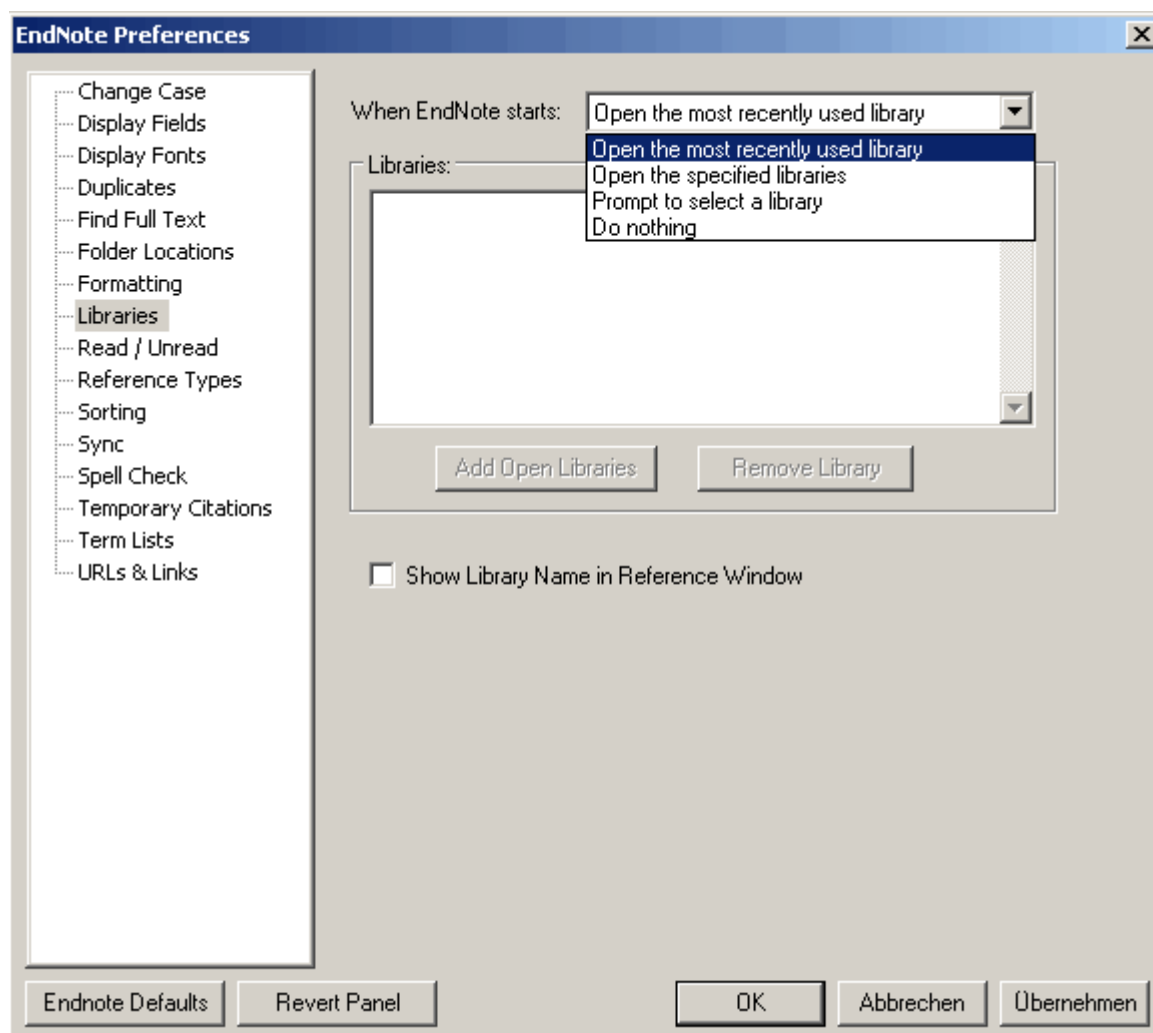 EndNote Preferences
Change Case
Display Fields
Display Fonts
Duplicates
Find Full Text
Folder Locations
Formatting
Libraries
Read / Unread
Reference Types
Sorting
Sync
Spell Check
Temporary Citations
Term Lists
URLs & Links
When EndNote starts: Open the most recently used library
Open the most recently used library
Open the specified libraries
Prompt to select a library
Do nothing
Libraries:
Add Open Libraries Remove Library
Show Library Name in Reference Window
Endnote Defaults Revert Panel OK Abbrechen Übernehmen